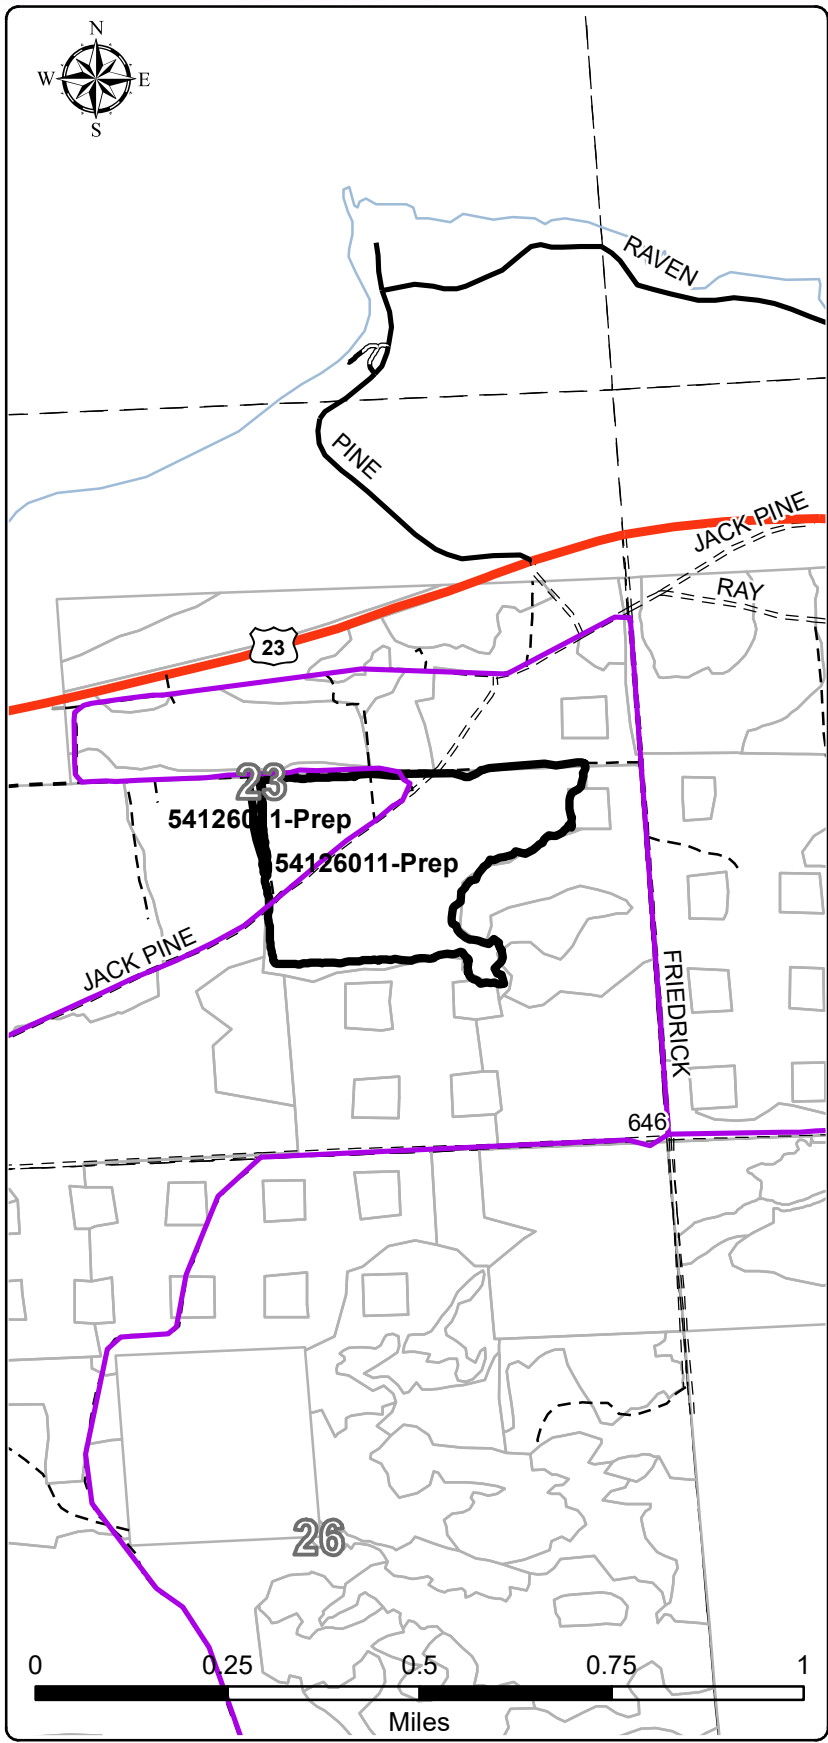 N
W E
S
RAVEN
PINE
JACK PINE
RAY
23
23
54126011-Prep
54126011-Prep
JACK PINE
FRIEDRICK
646
26
0 0.25 0.5 0.75 1
Miles